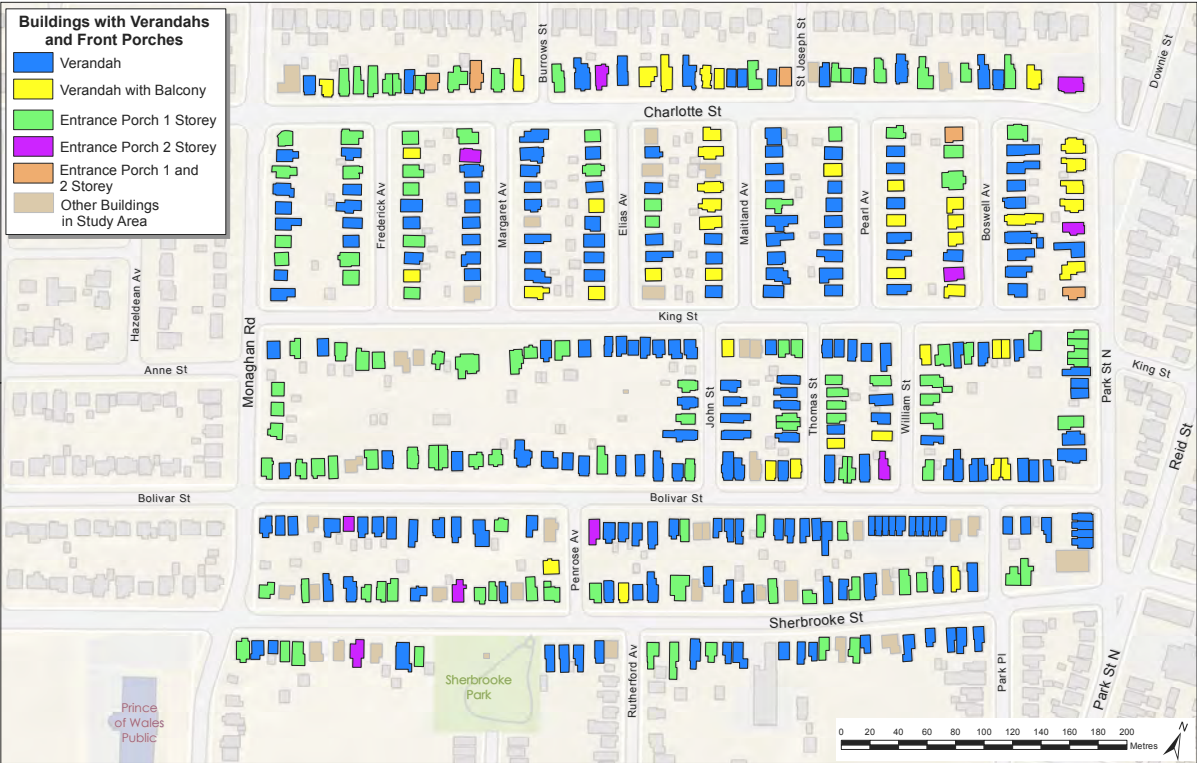 Buildings with Verandahs
and Front Porches
Verandah
Verandah with Balcony
Entrance Porch 1 Storey
Entrance Porch 2 Storey
Entrance Porch 1 and
2 Storey
Other Buildings
in Study Area
Burrows St
St Joseph St
Downie St
Charlotte St
Frederick Av
Margaret Av
Elias Av
Maitland Av
Pearl Av
Boswell Av
Hazeldean Av
King St
Monaghan Rd
Anne St
John St
Thomas St
William St
Park St N
King St
Reid St
Bolivar St
Bolivar St
Penrose Av
Sherbrooke St
Rutherford Av
Park Pl
Park St N
Sherbrooke
Park
Prince
of Wales
Public
0 20 40 60 80 100 120 140 160 180 200
Metres
N